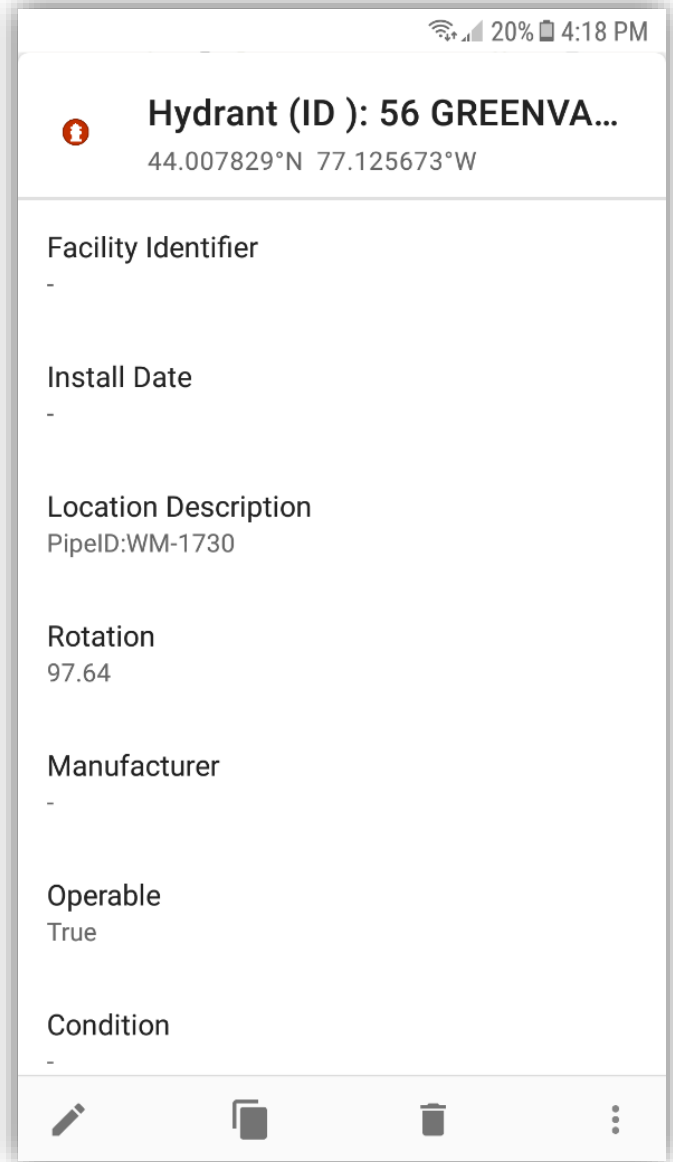 20% 4:18 PM
Hydrant (ID ): 56 GREENVA...
44.007829°N 77.125673°W
Facility Identifier
-
Install Date
-
Location Description
PipeID:WM-1730
Rotation
97.64
Manufacturer
-
Operable
True
Condition
-